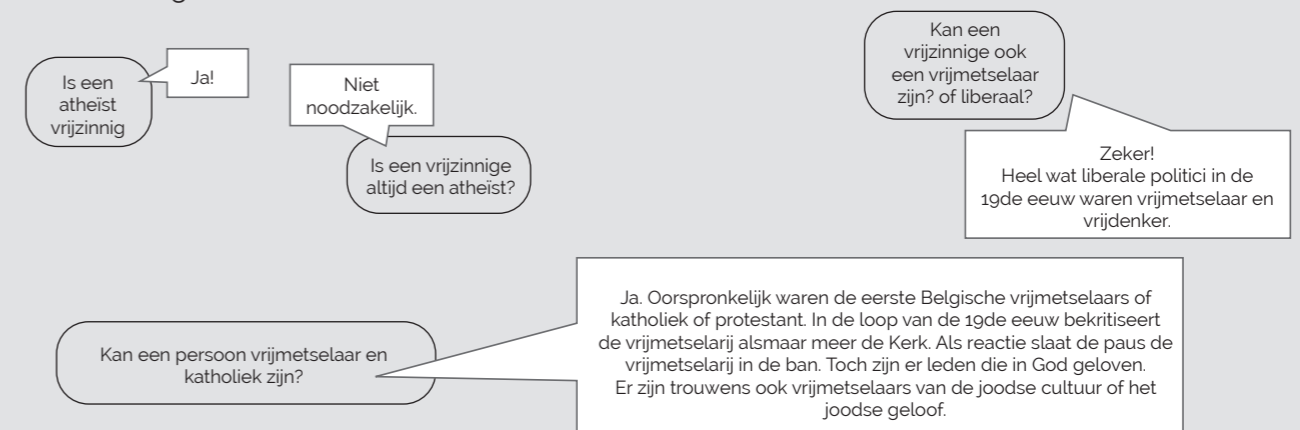 Is een
atheïst
vrijzinnig
Ja!
Niet
noodzakelijk.
Is een vrijzinnige
altijd een atheïst?
Kan een
vrijzinnige ook
een vrijmetselaar
zijn? of liberaal?
Zeker!
Heel wat liberale politici in de
19de eeuw waren vrijmetselaar en
vrijdenker.
Kan een persoon vrijmetselaar en
katholiek zijn?
Ja. Oorspronkelijk waren de eerste Belgische vrijmetselaars of
katholiek of protestant. In de loop van de 19de eeuw bekritiseert
de vrijmetselarij alsmaar meer de Kerk. Als reactie slaat de paus de
vrijmetselarij in de ban. Toch zijn er leden die in God geloven.
Er zijn trouwens ook vrijmetselaars van de joodse cultuur of het
joodse geloof.